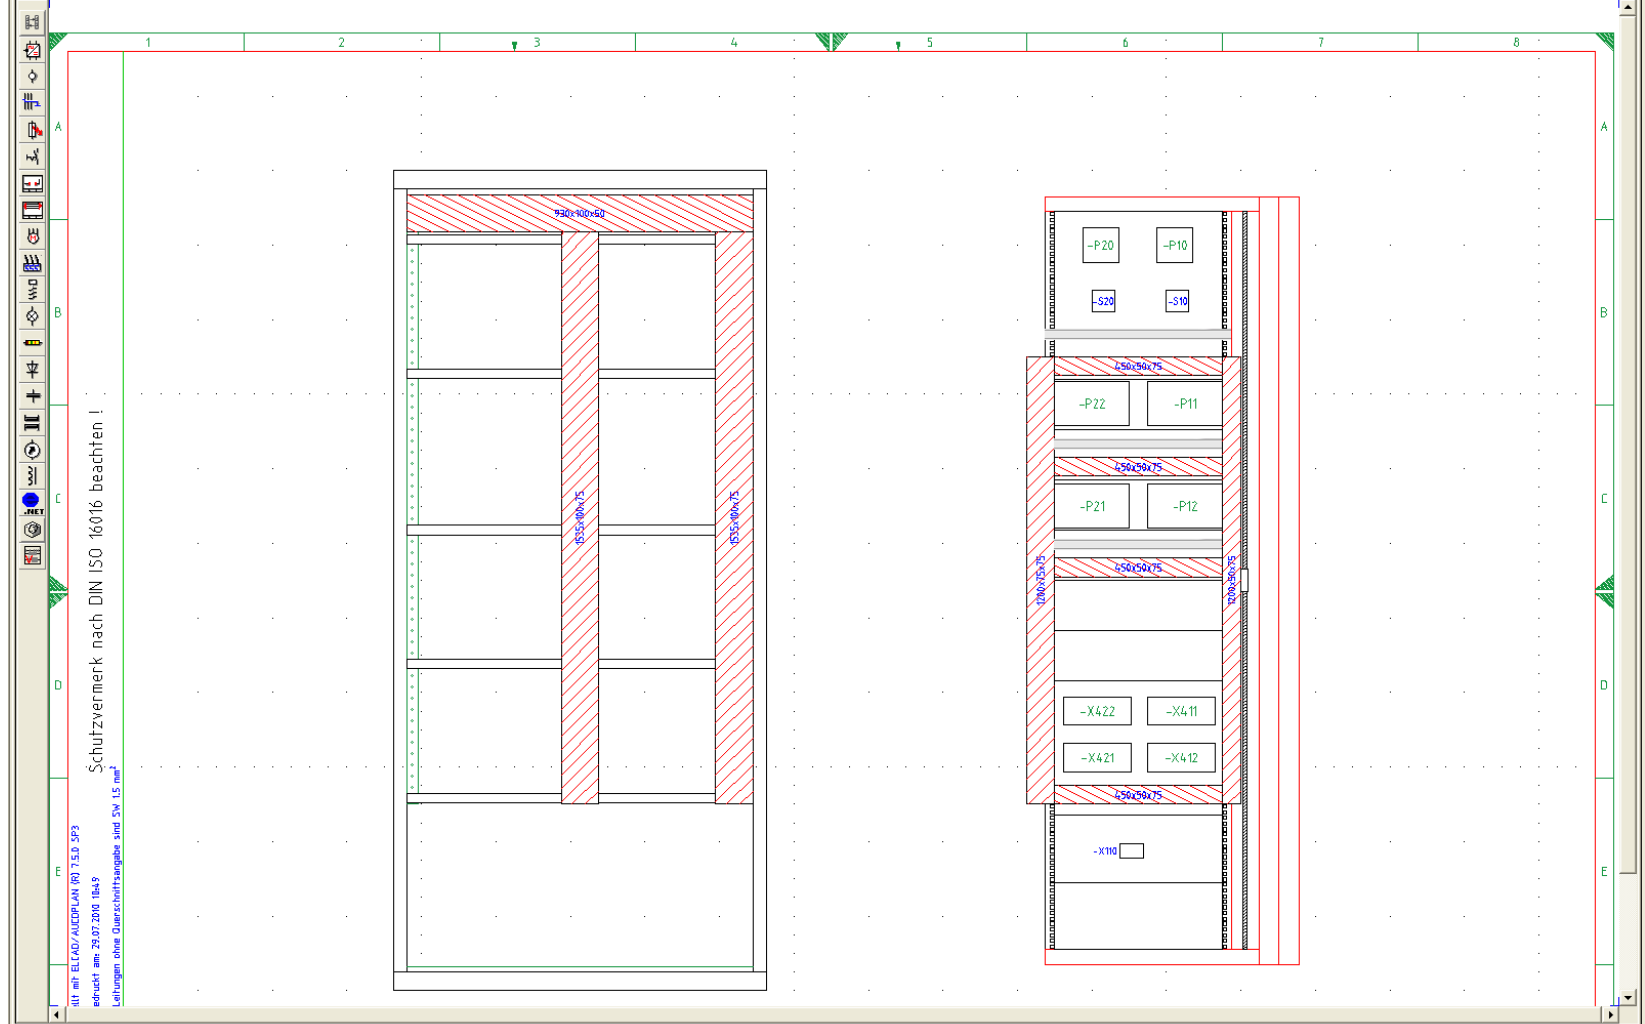 1 2 3 4 5 6 7 8
A A
B B
C C
D D
E E
930x100x50
1535x100x75
1535x100x75
-P20 -P10
-S20 -S10
450x50x75
-P22 -P11
450x50x75
-P21 -P12
450x50x75
1200x75x75
1200x50x75
-X422 -X411
-X421 -X412
450x50x75
-X110
Schutzvermerk nach DIN ISO 16016 beachten !
llt mit ELCAD/AUCOPLAN (R) 7.5.0 SP3
edruckt am: 29.07.2010 10:49
Leitungen ohne Querschnittsangabe sind SW 1,5 mm²
.NET